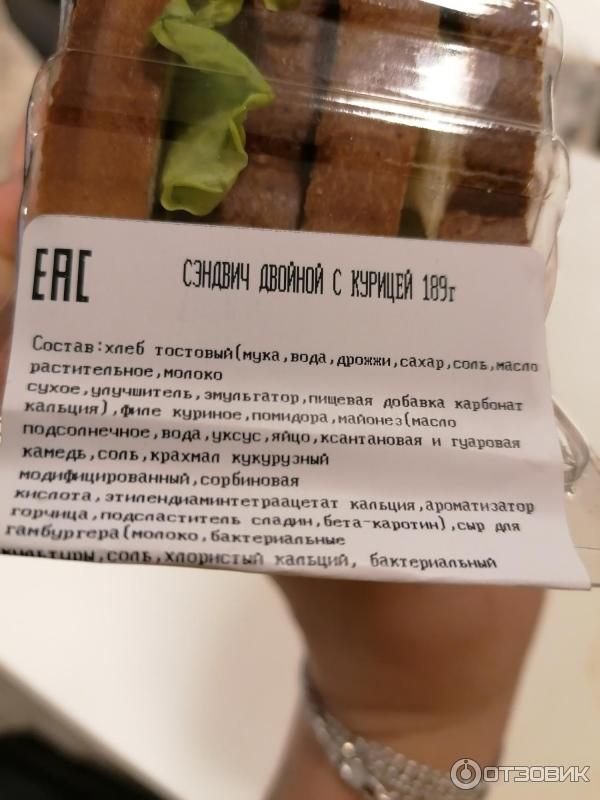 EAC
СЭНДВИЧ ДВОЙНОЙ С КУРИЦЕЙ 189г
Состав:хлеб тостовый(мука,вода,дрожжи,сахар,соль,масло
растительное,молоко
сухое,улучшитель,эмульгатор,пищевая добавка карбонат
кальция),филе куриное,помидора,майонез(масло
подсолнечное,вода,уксус,яйцо,ксантановая и гуаровая
камедь,соль,крахмал кукурузный
модифицированный,сорбиновая
кислота,этилендиаминтетраацетат кальция,ароматизатор
горчица,подсластитель сладин,бета-каротин),сыр для
гамбургера(молоко,бактериальные
культуры,соль,хлористый кальций, бактериальный
ОТЗОВИК